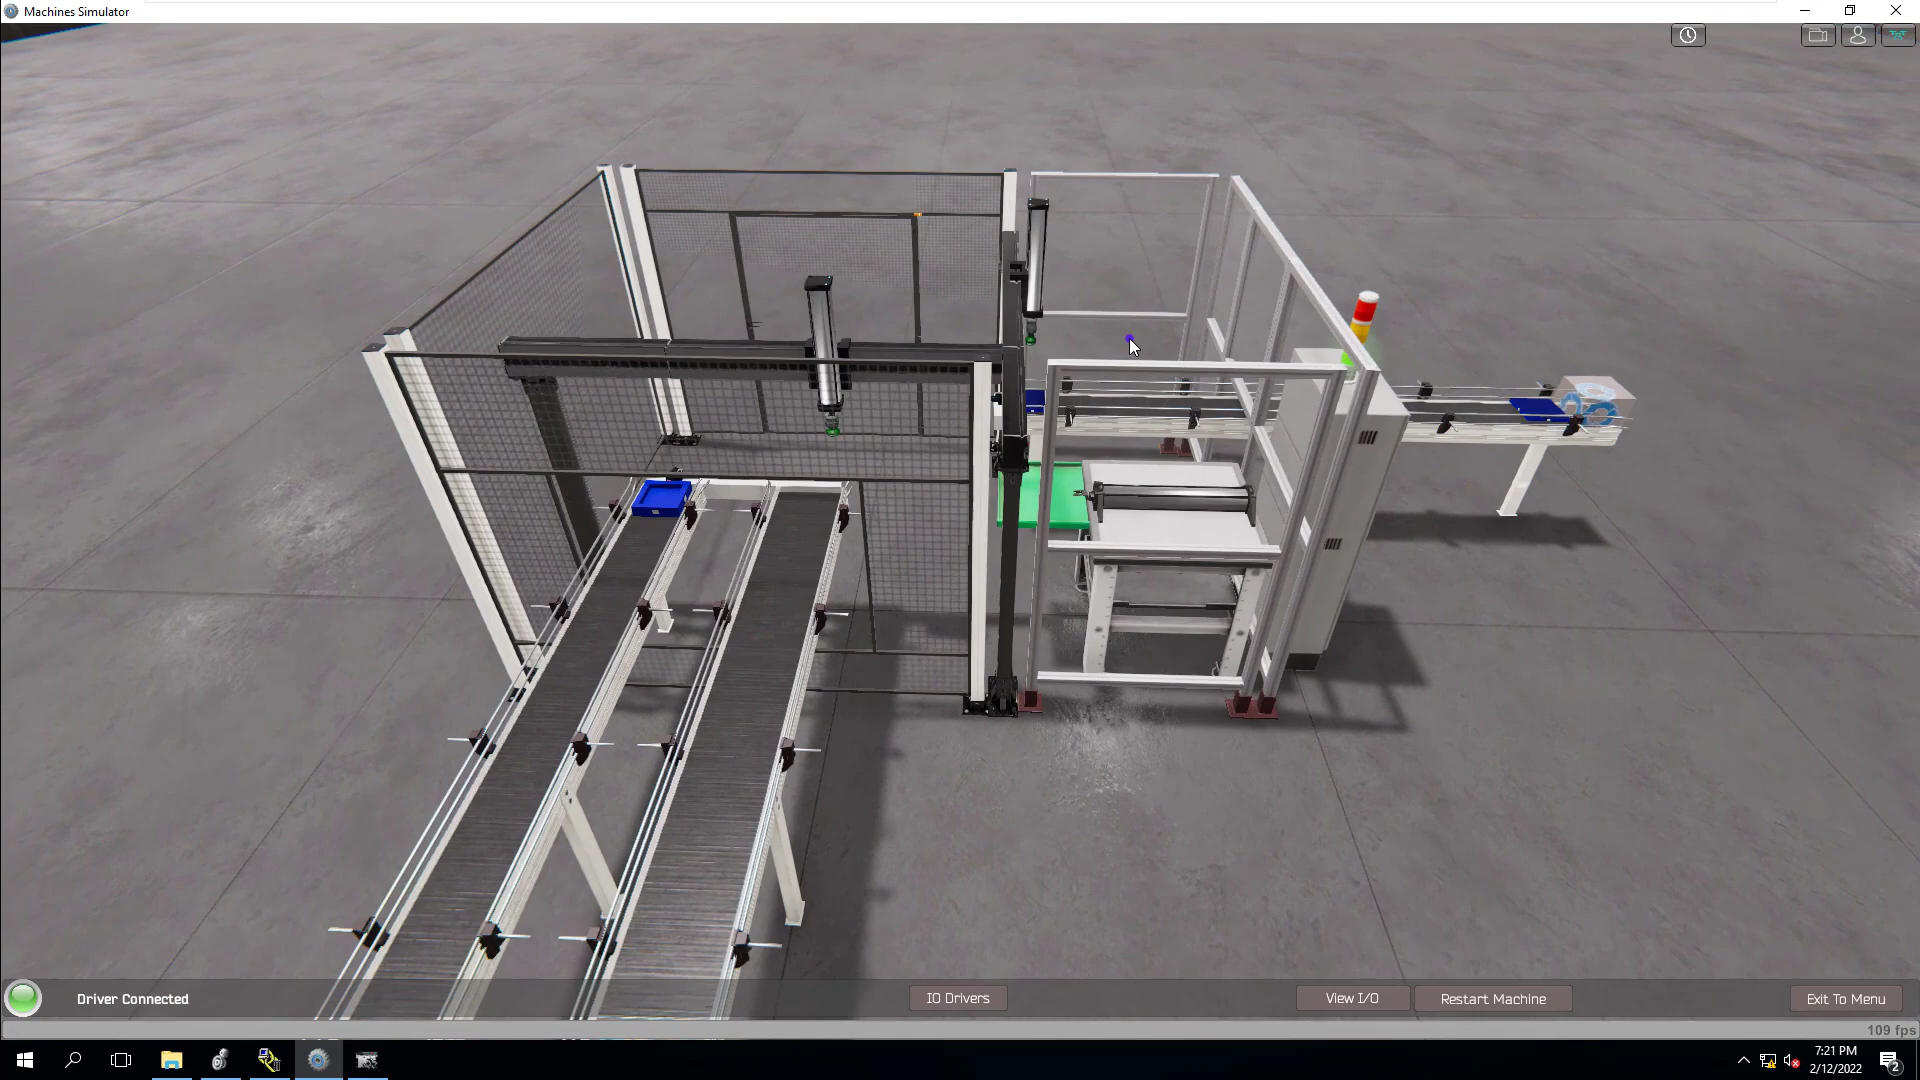 Machines Simulator
Driver Connected
IO Drivers
View I/O
Restart Machine
Exit To Menu
109 fps
7:21 PM
2/12/2022
2